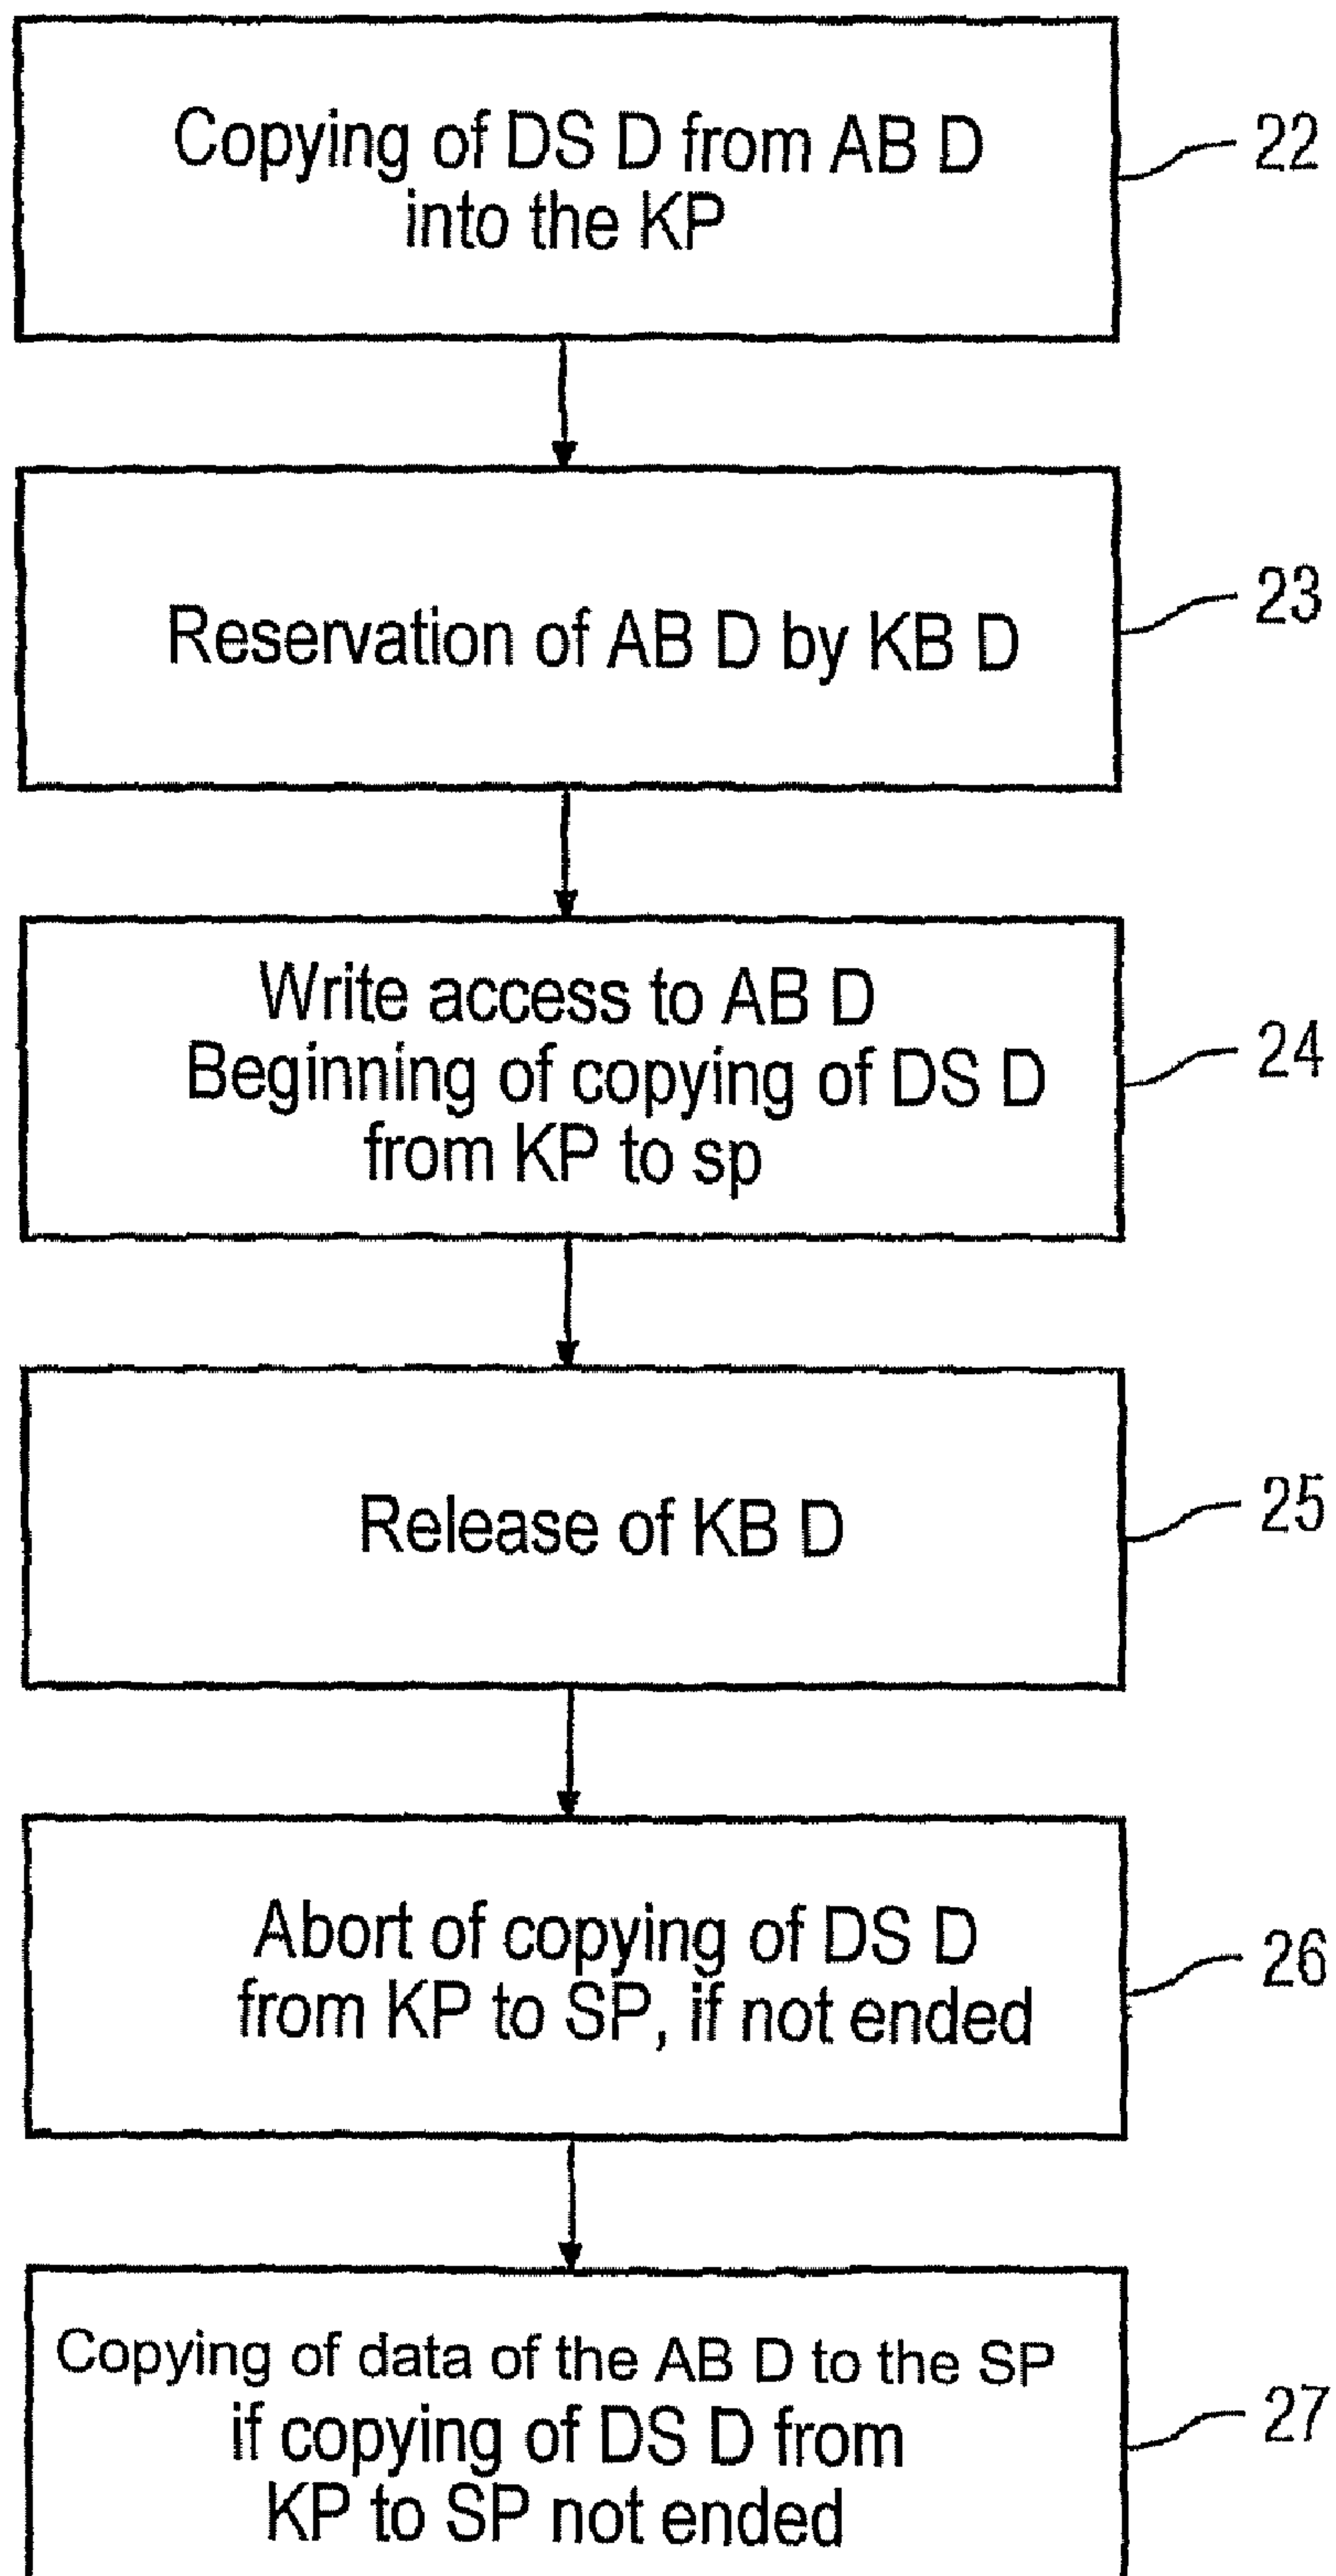 Copying of DS D from AB D
into the KP
22
Reservation of AB D by KB D
23
Write access to AB D
Beginning of copying of DS D
from KP to sp
24
Release of KB D
25
Abort of copying of DS D
from KP to SP, if not ended
26
Copying of data of the AB D to the SP
if copying of DS D from
KP to SP not ended
27